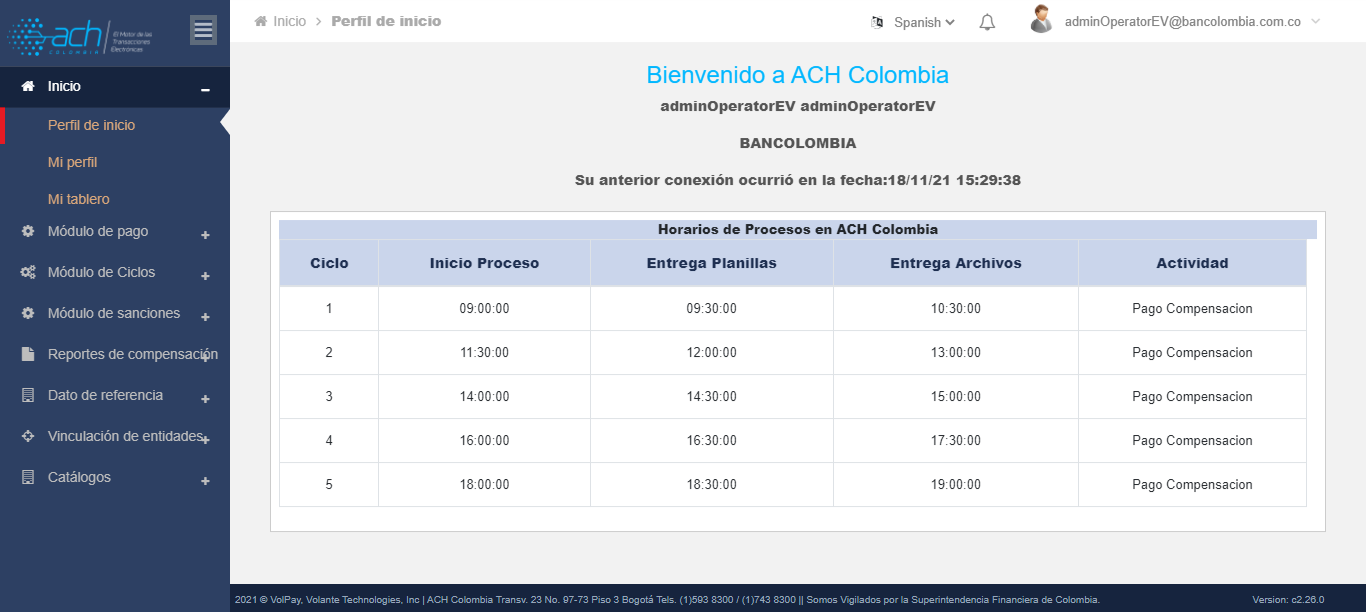 ach
COLOMBIA
El Motor de las
Transacciones
Electrónicas
Inicio
Perfil de inicio
Mi perfil
Mi tablero
Módulo de pago
Módulo de Ciclos
Módulo de sanciones
Reportes de compensación
Dato de referencia
Vinculación de entidades
Catálogos
Inicio > Perfil de inicio
Spanish
adminOperatorEV@bancolombia.com.co
Bienvenido a ACH Colombia
adminOperatorEV adminOperatorEV
BANCOLOMBIA
Su anterior conexión ocurrió en la fecha:18/11/21 15:29:38
Horarios de Procesos en ACH Colombia
Ciclo Inicio Proceso Entrega Planillas Entrega Archivos Actividad
1 09:00:00 09:30:00 10:30:00 Pago Compensacion
2 11:30:00 12:00:00 13:00:00 Pago Compensacion
3 14:00:00 14:30:00 15:00:00 Pago Compensacion
4 16:00:00 16:30:00 17:30:00 Pago Compensacion
5 18:00:00 18:30:00 19:00:00 Pago Compensacion
2021 © VolPay, Volante Technologies, Inc | ACH Colombia Transv. 23 No. 97-73 Piso 3 Bogotá Tels. (1)593 8300 / (1)743 8300 || Somos Vigilados por la Superintendencia Financiera de Colombia. Version: c2.26.0